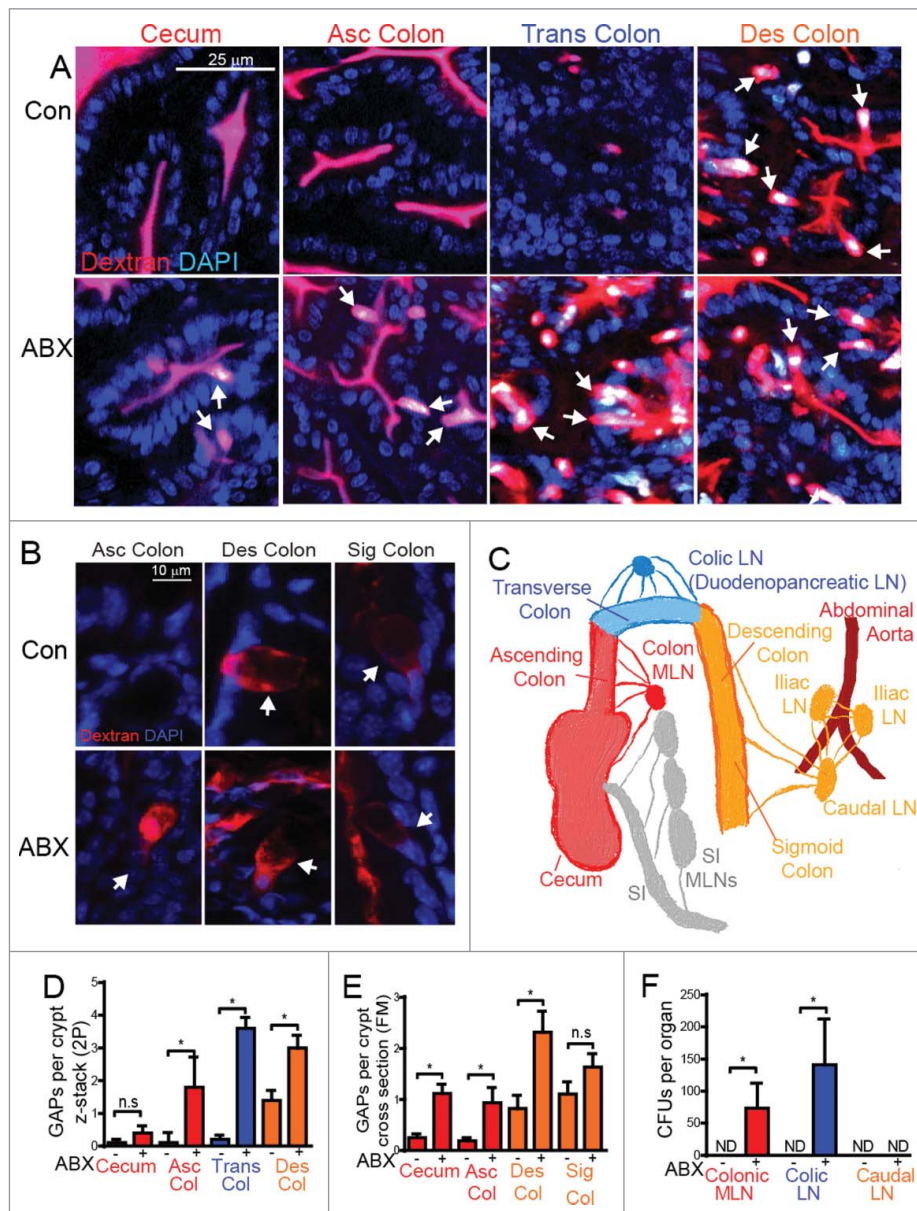 Cecum Asc Colon Trans Colon Des Colon
A
25 µm
Con
Dextran DAPI
ABX
B
Asc Colon Des Colon Sig Colon
10 µm
Con
Dextran DAPI
ABX
C
Colic LN
(Duodenopancreatic LN)
Transverse
Colon
Abdominal
Aorta
Descending
Colon
Ascending
Colon
Colon
MLN
Iliac
LN
Iliac
LN
Caudal LN
Sigmoid
Colon
SI
MLNs
SI
Cecum
D
GAPs per crypt
z-stack (2P)
5
4
3
2
1
0
n.s
*
*
*
ABX - + - + - + - +
Cecum Asc Trans Des
Col Col Col
E
GAPs per crypt
cross section (FM)
3
2
1
0
*
*
*
n.s
ABX - + - + - + - +
Cecum Asc Des Sig
Col Col Col
F
CFUs per organ
250
200
150
100
50
0
*
*
ND ND ND ND
ABX - + - + - +
Colonic Colic Caudal
MLN LN LN